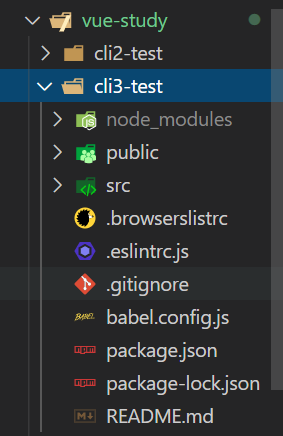 vue-study
cli2-test
cli3-test
node_modules
public
src
.browserslistrc
.eslintrc.js
.gitignore
BABEL babel.config.js
package.json
package-lock.json
README.md